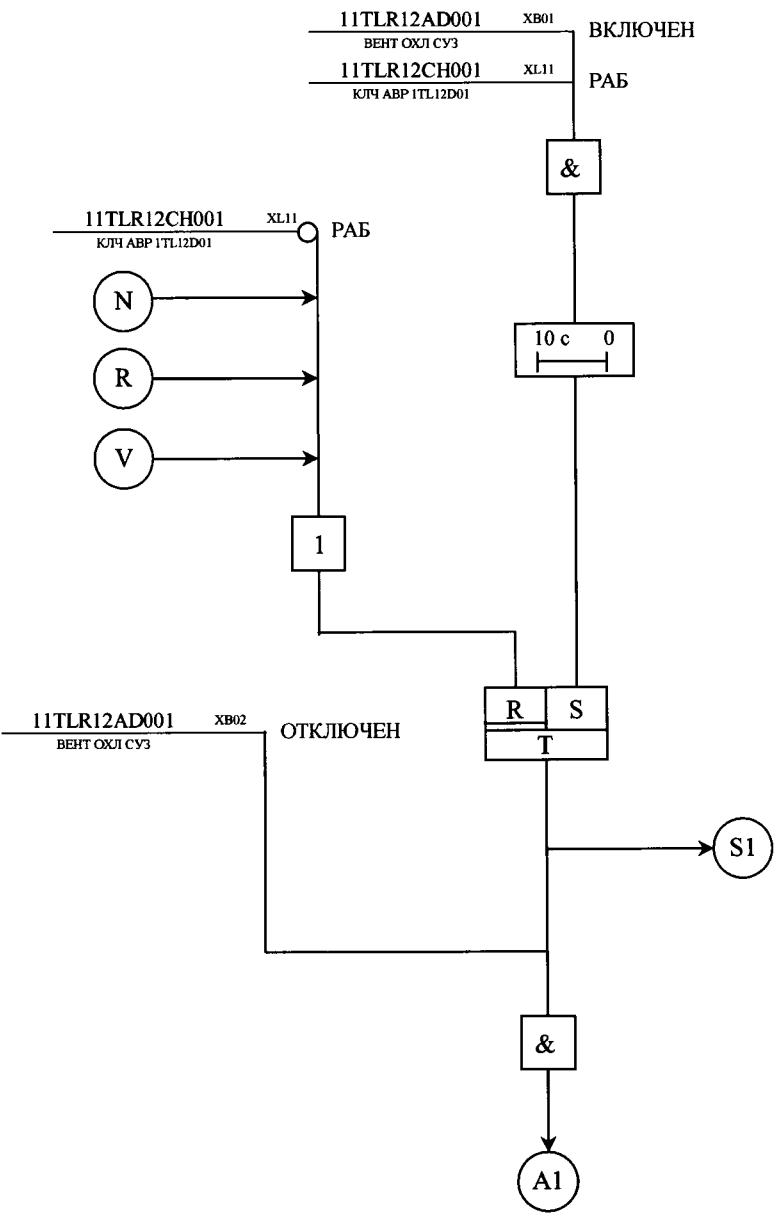 11TLR12AD001 XB01 ВКЛЮЧЕН
ВЕНТ ОХЛ СУЗ
11TLR12CH001 XL11 РАБ
КЛЧ АВР 1TL12D01
&
11TLR12CH001 XL11 РАБ
КЛЧ АВР 1TL12D01
N
10 с 0
R
V
1
R S
T
11TLR12AD001 XB02 ОТКЛЮЧЕН
ВЕНТ ОХЛ СУЗ
S1
&
A1